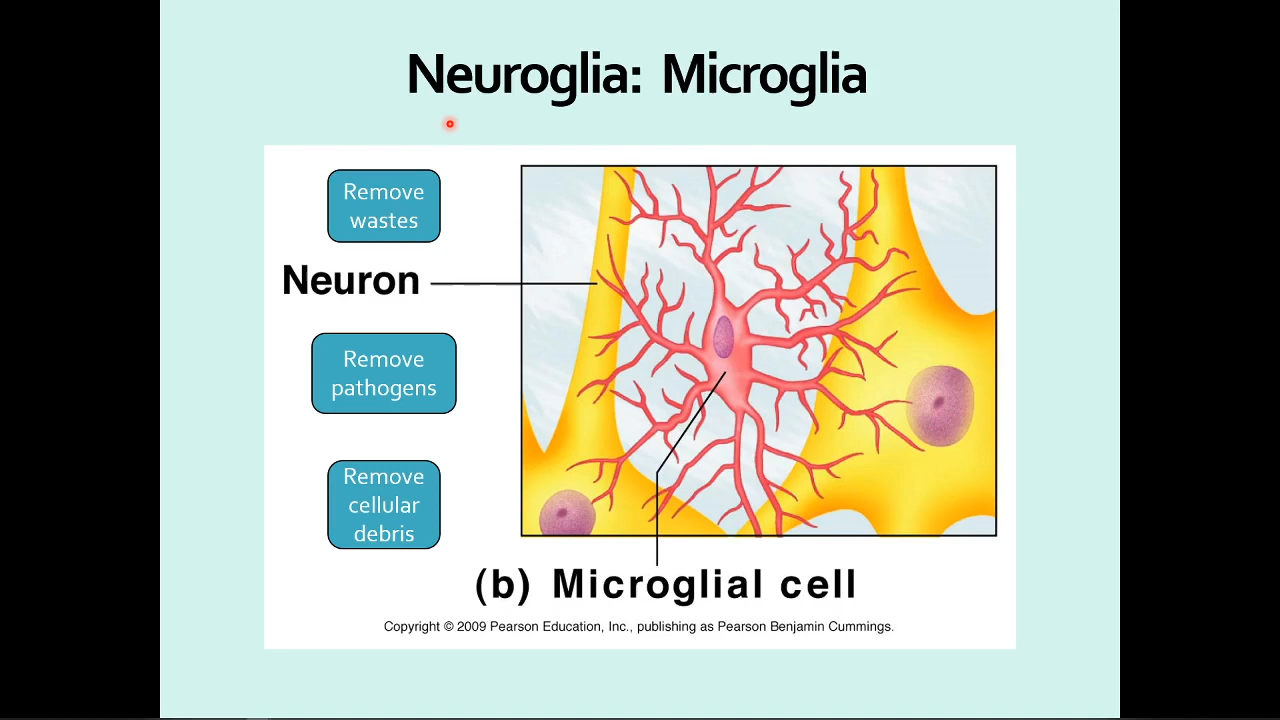 Neuroglia: Microglia
Remove
wastes
Neuron
Remove
pathogens
Remove
cellular
debris
(b) Microglial cell
Copyright © 2009 Pearson Education, Inc., publishing as Pearson Benjamin Cummings.